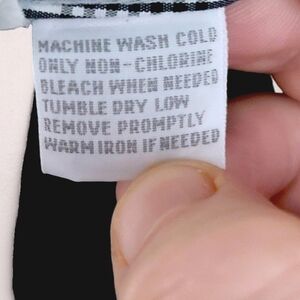 MACHINE WASH COLD
ONLY NON-CHLORINE
BLEACH WHEN NEEDED
TUMBLE DRY LOW
REMOVE PROMPTLY
WARM IRON IF NEEDED